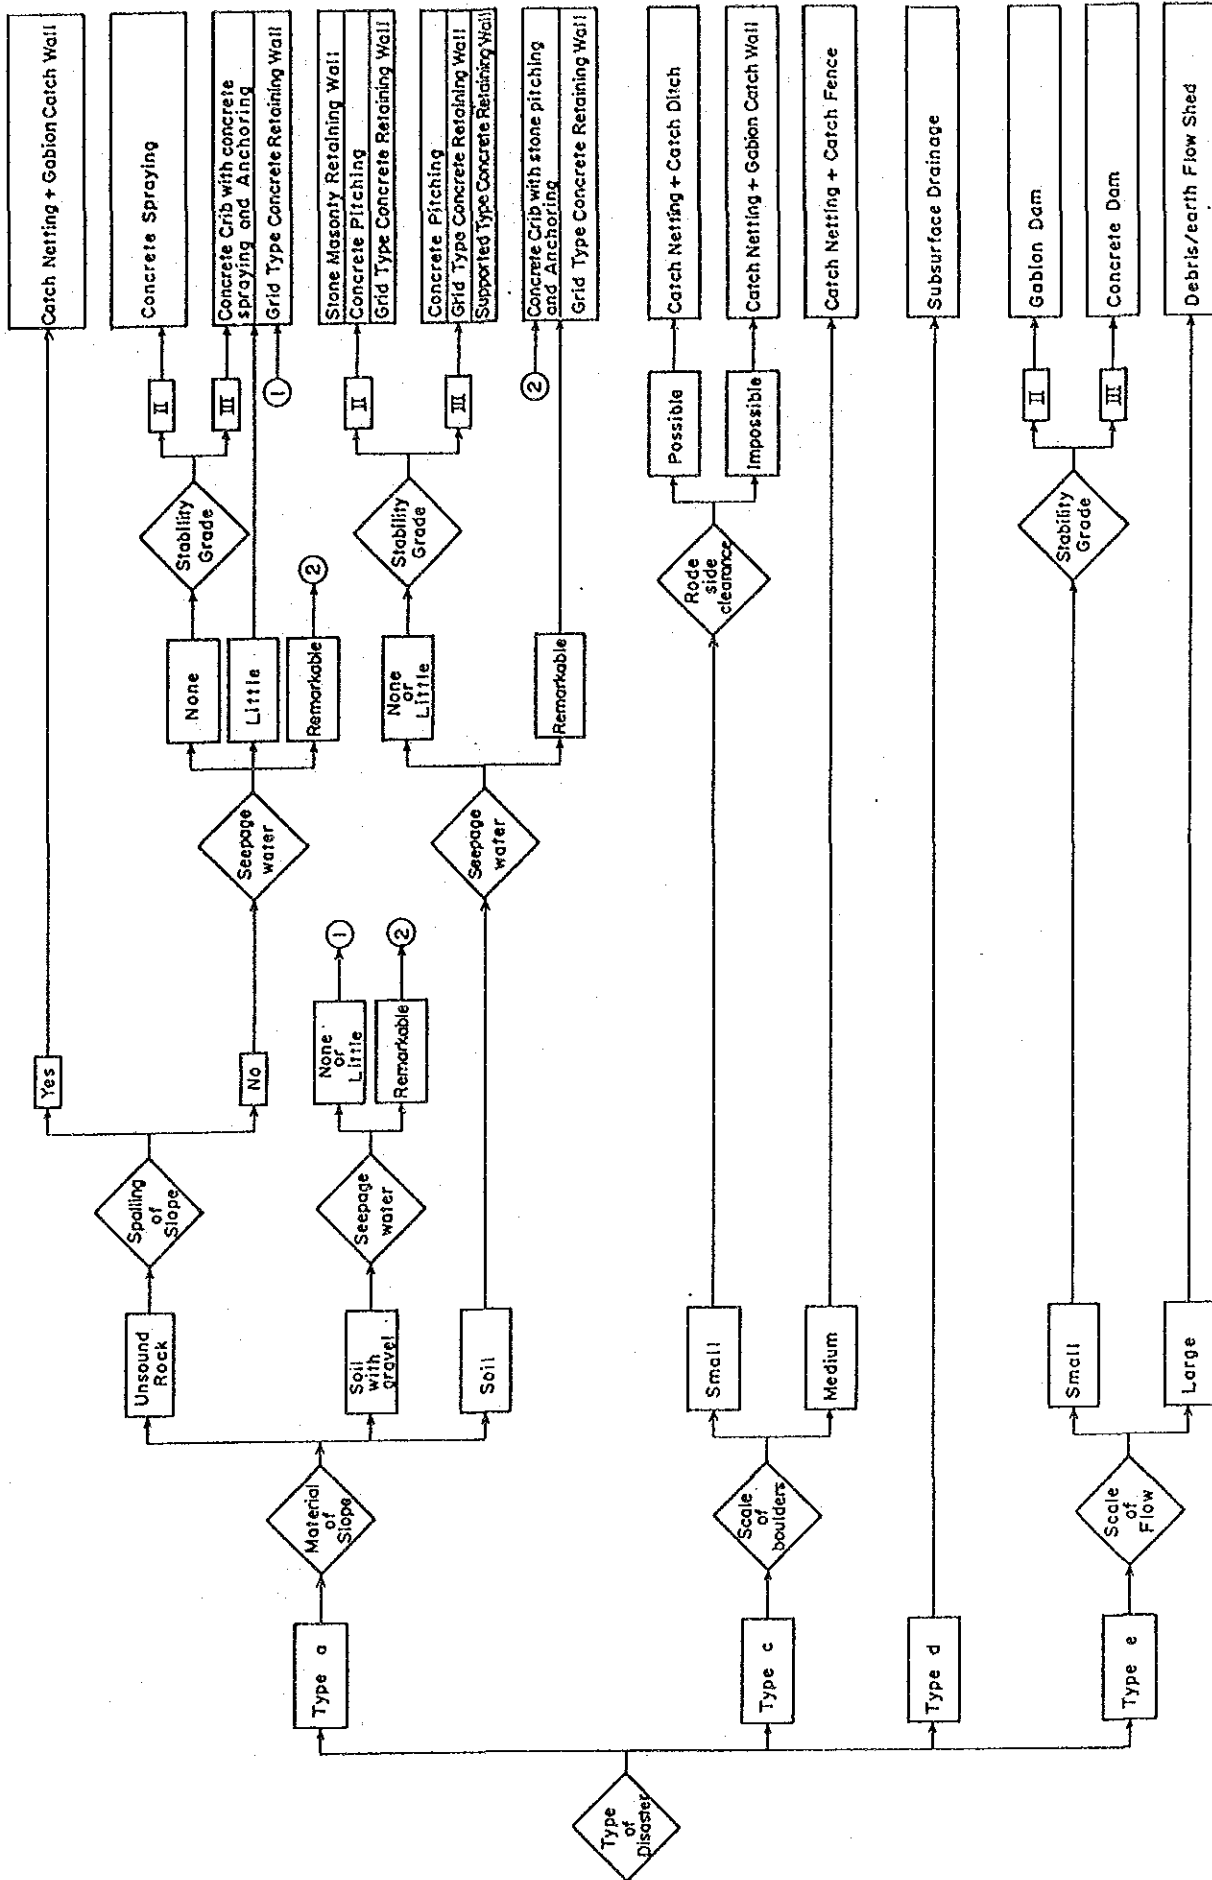 Type
of
Disaster
Type a
Type c
Type d
Type e
Material
of
Slope
Scale
of
boulders
Scale
of
Flow
Unsound
Rock
Soil
with
gravel
Soil
Small
Medium
Small
Large
Spalling
of
Slope
Seepage
water
Yes
No
None
or
Little
Remarkable
1
2
Seepage
water
Seepage
water
None
Little
Remarkable
2
None
or
Little
Remarkable
Stability
Grade
Stability
Grade
Rode
side
clearance
Stability
Grade
II
III
1
II
III
2
Possible
Impossible
II
III
Catch Netting + Gabion Catch Wall
Concrete Spraying
Concrete Crib with concrete
spraying and Anchoring
Grid Type Concrete Retaining Wall
Stone Masonty Retaining Wall
Concrete Pitching
Grid Type Concrete Retaining Wall
Concrete Pitching
Grid Type Concrete Retaining Wall
Supported Type Concrete Retaining Wall
Concrete Crib with stone pitching
and Anchoring
Grid Type Concrete Retaining Wall
Catch Netting + Catch Ditch
Catch Netting + Gabion Catch Wall
Catch Netting + Catch Fence
Subsurface Drainage
Gabion Dam
Concrete Dam
Debris/earth Flow Shed